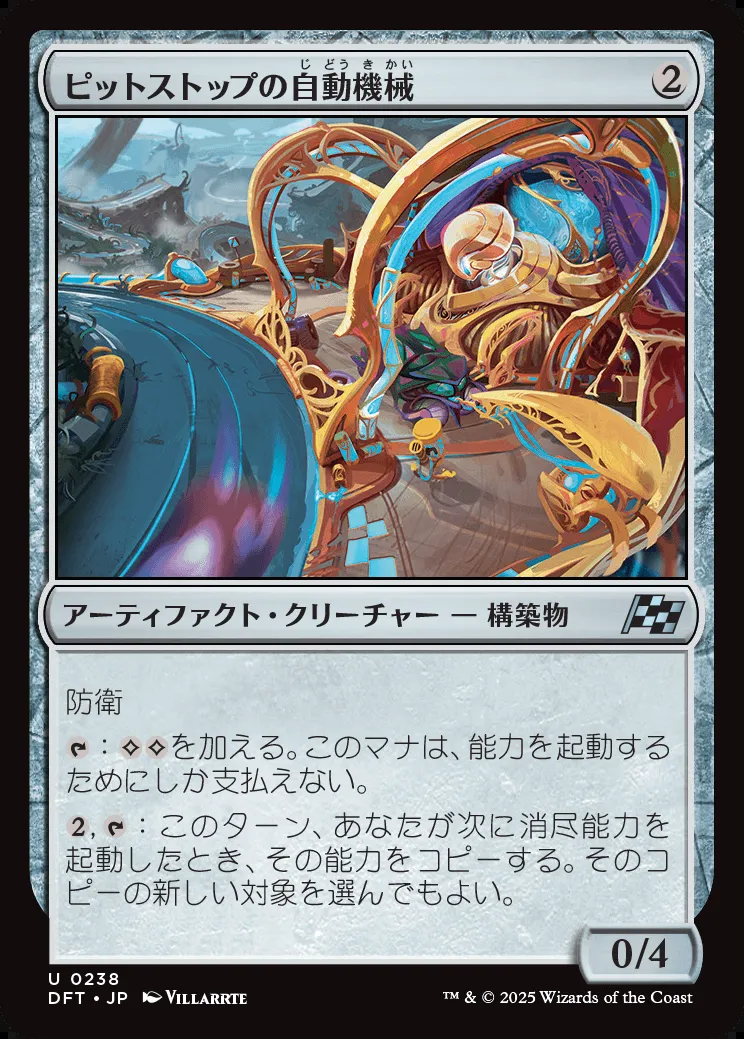 じどうきかい
ピットストップの自動機械
2
アーティファクト・クリーチャー — 構築物
防衛
：を加える。このマナは、能力を起動する
ためにしか支払えない。
2, ：このターン、あなたが次に消尽能力を
起動したとき、その能力をコピーする。そのコ
ピーの新しい対象を選んでもよい。
0/4
U 0238
DFT • JP VILLARRTE
™ & © 2025 Wizards of the Coast